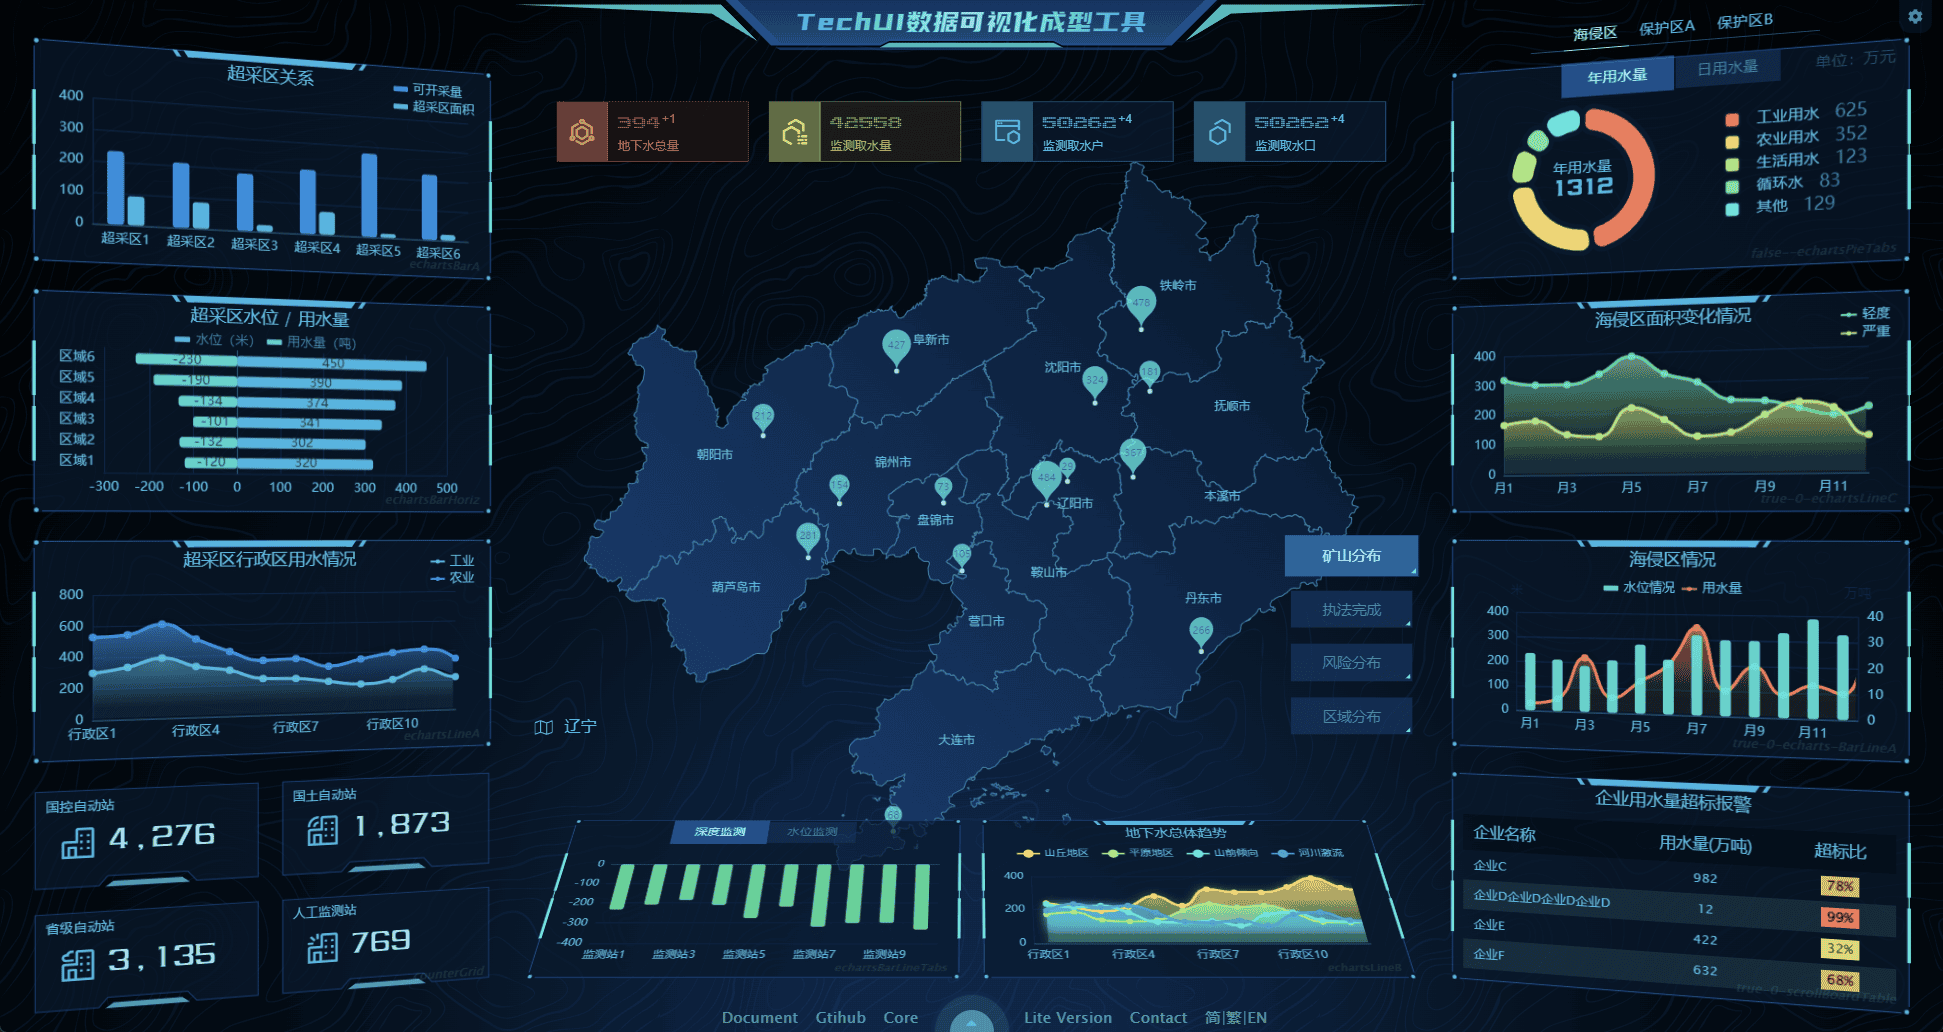 TechUI数据可视化成型工具
海侵区 保护区A 保护区B
超采区关系
可开采量
超采区面积
400
300
200
100
0
超采区1 超采区2 超采区3 超采区4 超采区5 超采区6
echartsBarA
超采区水位 / 用水量
水位（米） 用水量（吨）
区域6 -230 450
区域5 -190 390
区域4 -134 374
区域3 -101 341
区域2 -132 302
区域1 -120 320
-300 -200 -100 0 100 200 300 400 500
echartsBarHoriz
超采区行政区用水情况
工业
农业
800
600
400
200
0
行政区1 行政区4 行政区7 行政区10
echartsLineA
国控自动站
4,276
国土自动站
1,873
省级自动站
3,135
人工监测站
769
counterGrid
394+1
地下水总量
42558
监测取水量
50262+4
监测取水户
50262+4
监测取水口
铁岭市
478
阜新市
427
沈阳市
324
181
抚顺市
212
朝阳市
锦州市
367
29
484
154
73
辽阳市
本溪市
盘锦市
281
105
鞍山市
葫芦岛市
丹东市
营口市
266
大连市
68
辽宁
矿山分布
执法完成
风险分布
区域分布
深度监测 水位监测
0
-100
-200
-300
-400
监测站1 监测站3 监测站5 监测站7 监测站9
echartsBarLineTabs
地下水总体趋势
山丘地区 平原地区 山前倾向 河川激流
400
200
0
行政区1 行政区4 行政区7 行政区10
echartsLineB
年用水量 日用水量 单位：万元
年用水量
1312
工业用水 625
农业用水 352
生活用水 123
循环水 83
其他 129
false--echartsPieTabs
海侵区面积变化情况
轻度
严重
400
300
200
100
0
月1 月3 月5 月7 月9 月11
true-0-echartsLineC
海侵区情况
水位情况 用水量
米 万吨
400
300
200
100
0
40
30
20
10
0
月1 月3 月5 月7 月9 月11
true-0-echarts-BarLineA
企业用水量超标报警
企业名称 用水量(万吨) 超标比
企业C 982 78%
企业D企业D企业D企业D 12 99%
企业E 422 32%
企业F 632 68%
true-0-scrollBoardTable
Document Gtihub Core Lite Version Contact 简|繁|EN